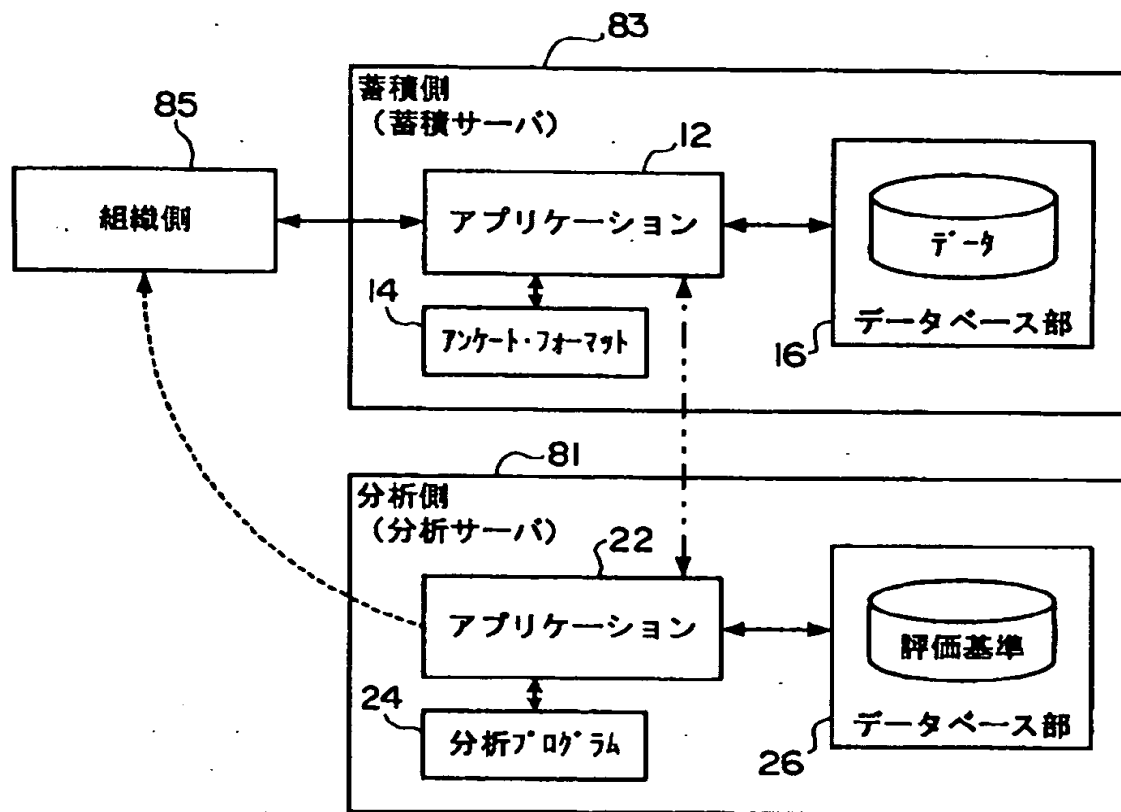 83
蓄積側
(蓄積サーバ)
85
組織側
12
アプリケーション
14
アンケート・フォーマット
データ
データベース部
16
81
分析側
(分析サーバ)
22
アプリケーション
24
分析プログラム
評価基準
データベース部
26